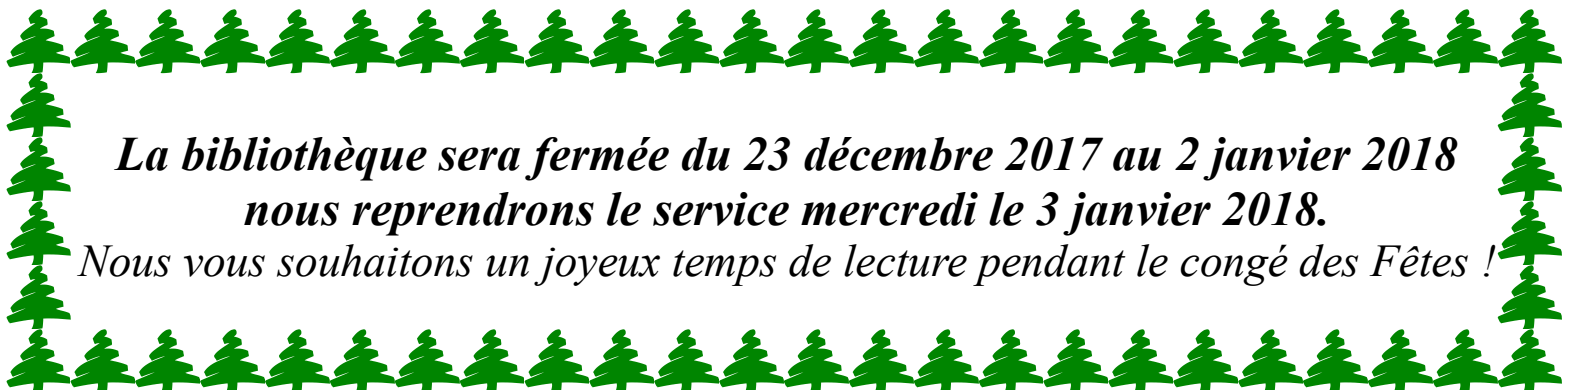 La bibliothèque sera fermée du 23 décembre 2017 au 2 janvier 2018
nous reprendrons le service mercredi le 3 janvier 2018.
Nous vous souhaitons un joyeux temps de lecture pendant le congé des Fêtes !